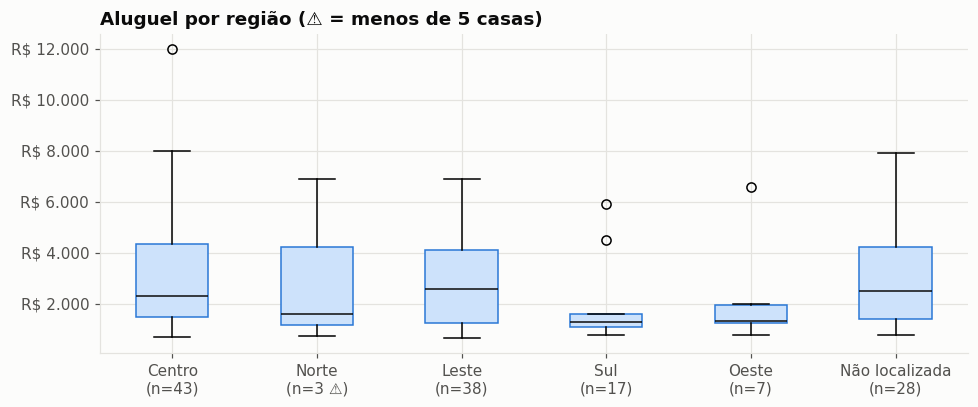 Aluguel por região (⚠ = menos de 5 casas)
R$ 12.000
R$ 10.000
R$ 8.000
R$ 6.000
R$ 4.000
R$ 2.000
Centro
(n=43)
Norte
(n=3 ⚠)
Leste
(n=38)
Sul
(n=17)
Oeste
(n=7)
Não localizada
(n=28)